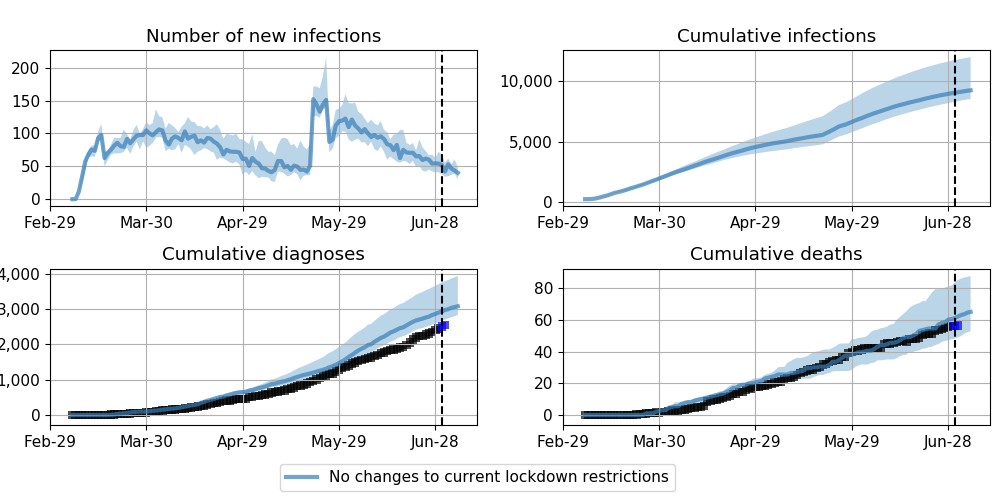 Number of new infections
200
150
100
50
0
Feb-29 Mar-30 Apr-29 May-29 Jun-28
Cumulative infections
10,000
5,000
0
Feb-29 Mar-30 Apr-29 May-29 Jun-28
Cumulative diagnoses
4,000
3,000
2,000
1,000
0
Feb-29 Mar-30 Apr-29 May-29 Jun-28
Cumulative deaths
80
60
40
20
0
Feb-29 Mar-30 Apr-29 May-29 Jun-28
No changes to current lockdown restrictions